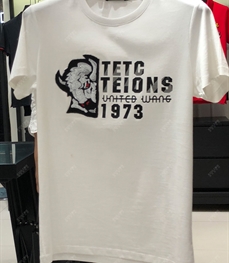 TETC
TEIONS
UNITED WANG
1973